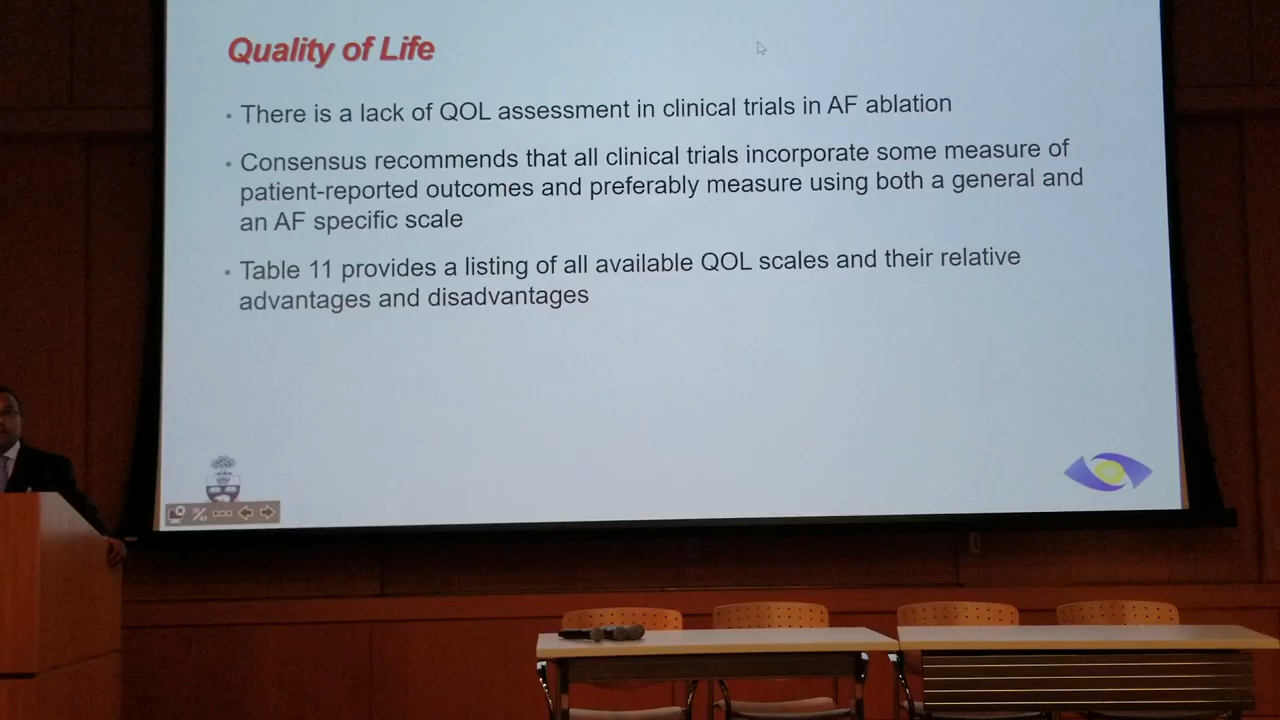 Quality of Life
• There is a lack of QOL assessment in clinical trials in AF ablation
• Consensus recommends that all clinical trials incorporate some measure of
patient-reported outcomes and preferably measure using both a general and
an AF specific scale
• Table 11 provides a listing of all available QOL scales and their relative
advantages and disadvantages